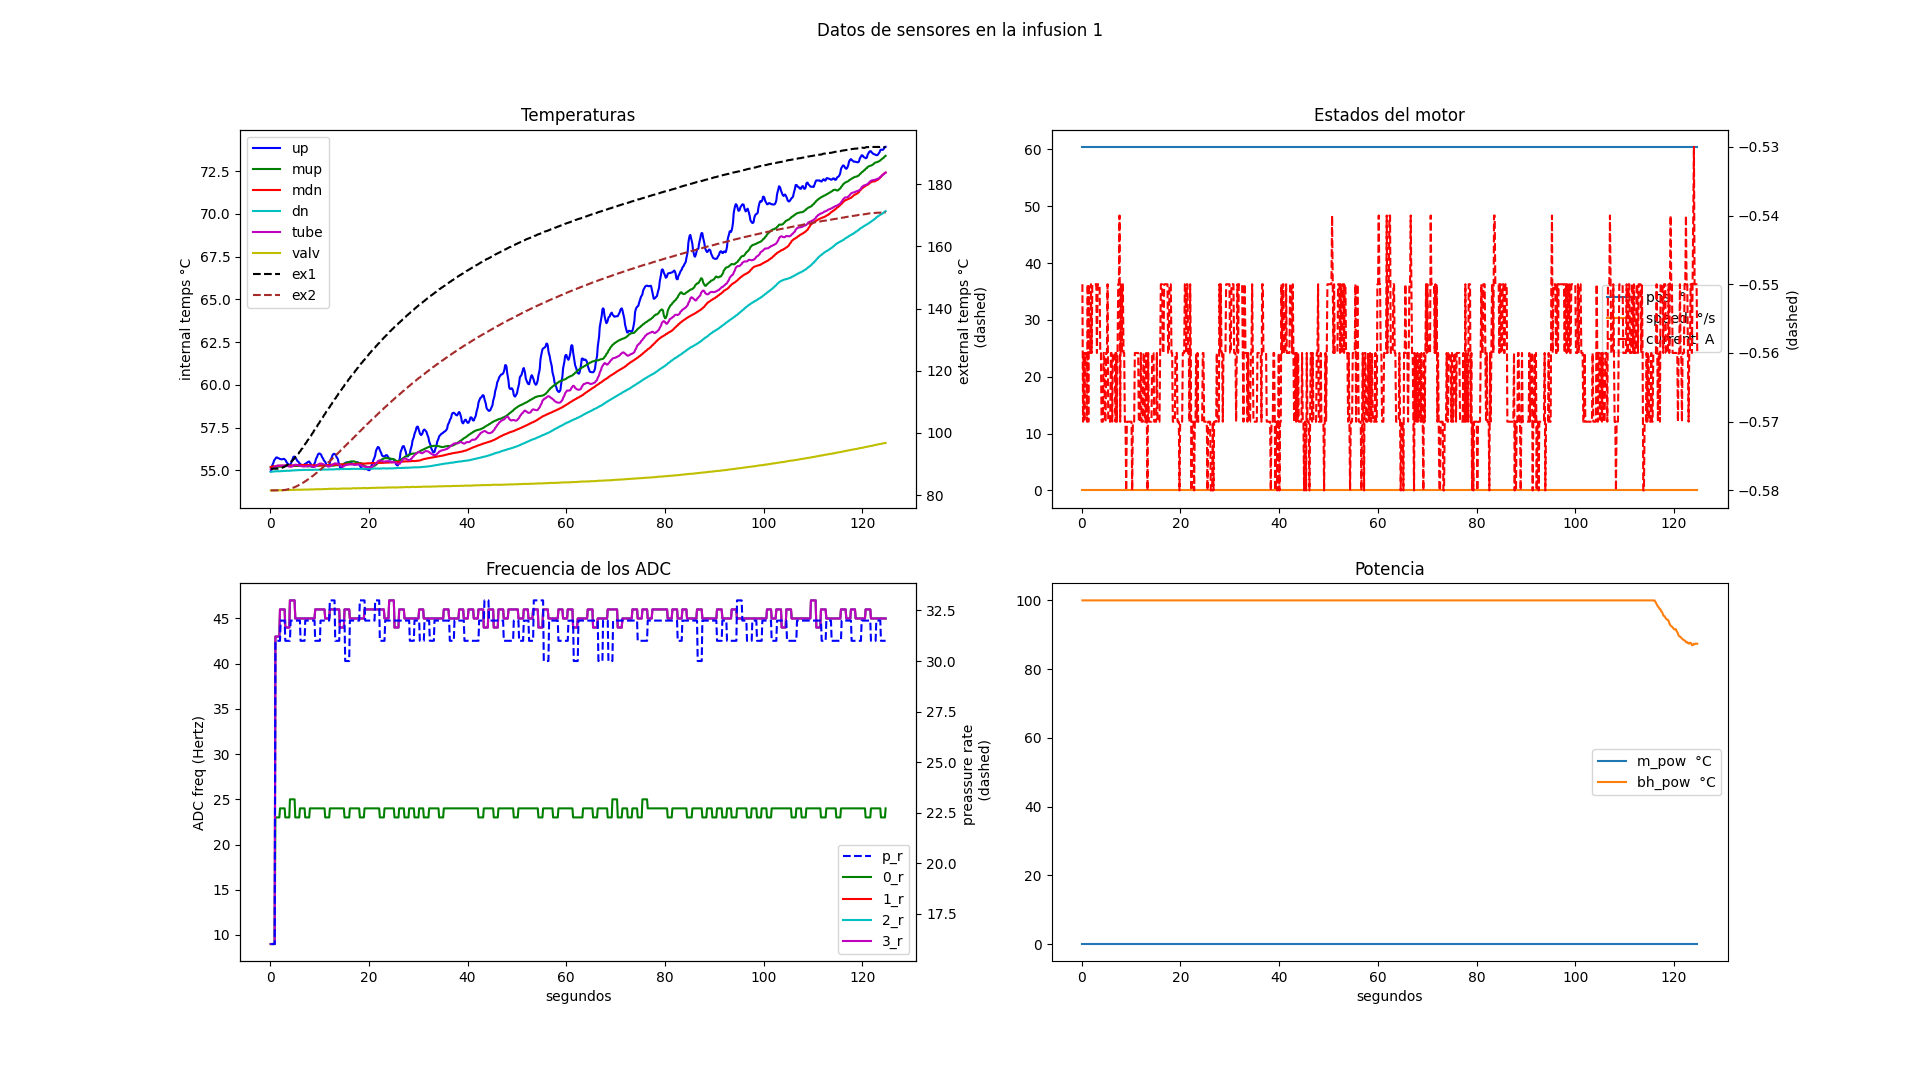 Datos de sensores en la infusion 1
Temperaturas
internal temps °C
72.5
70.0
67.5
65.0
62.5
60.0
57.5
55.0
up
mup
mdn
dn
tube
valv
ex1
ex2
180
160
140
120
100
80
external temps °C
(dashed)
0 20 40 60 80 100 120
Estados del motor
60
50
40
30
20
10
0
−0.53
−0.54
−0.55
−0.56
−0.57
−0.58
(dashed)
0 20 40 60 80 100 120
Frecuencia de los ADC
ADC freq (Hertz)
45
40
35
30
25
20
15
10
32.5
30.0
27.5
25.0
22.5
20.0
17.5
preassure rate
(dashed)
p_r
0_r
1_r
2_r
3_r
0 20 40 60 80 100 120
segundos
Potencia
100
80
60
40
20
0
m_pow °C
bh_pow °C
0 20 40 60 80 100 120
segundos